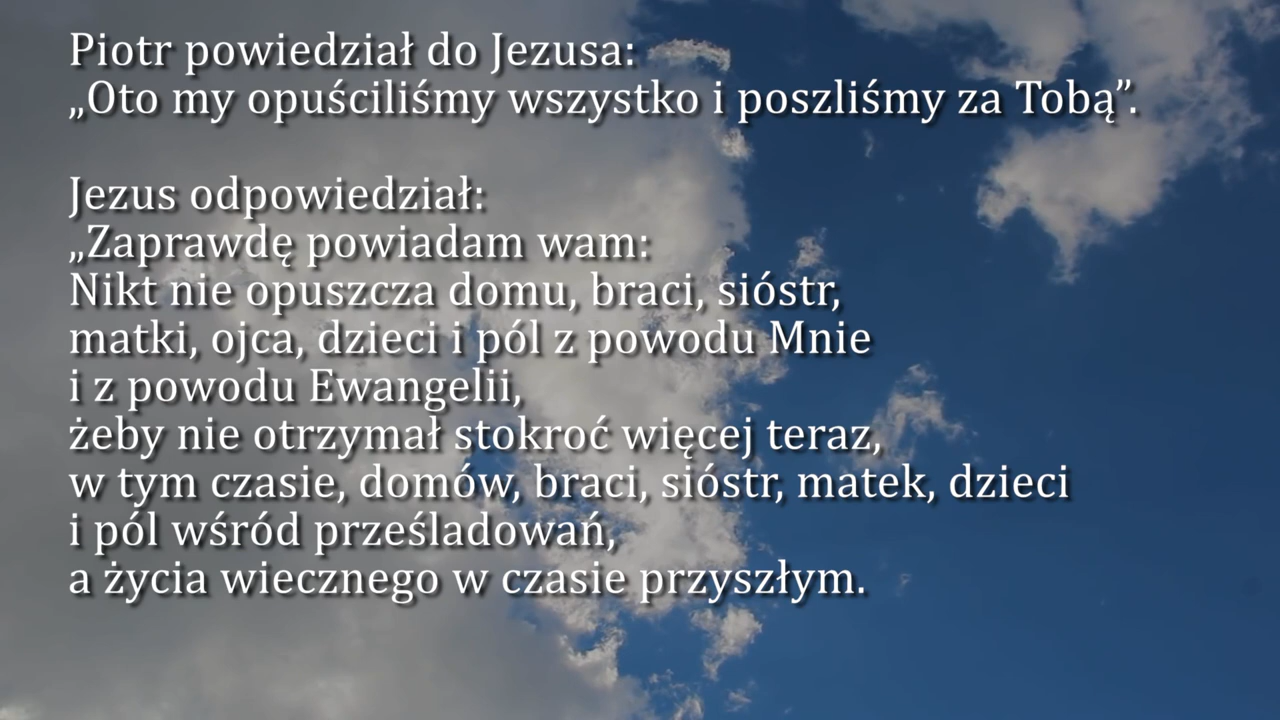 Piotr powiedział do Jezusa:
„Oto my opuściliśmy wszystko i poszliśmy za Tobą”.
Jezus odpowiedział:
„Zaprawdę powiadam wam:
Nikt nie opuszcza domu, braci, sióstr,
matki, ojca, dzieci i pól z powodu Mnie
i z powodu Ewangelii,
żeby nie otrzymał stokroć więcej teraz,
w tym czasie, domów, braci, sióstr, matek, dzieci
i pól wśród prześladowań,
a życia wiecznego w czasie przyszłym.